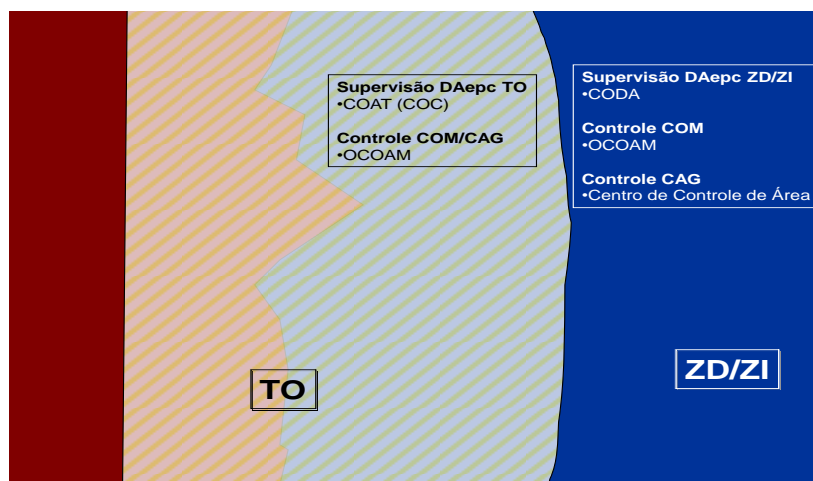 Supervisão DAepc TO
•COAT (COC)
Controle COM/CAG
•OCOAM
Supervisão DAepc ZD/ZI
•CODA
Controle COM
•OCOAM
Controle CAG
•Centro de Controle de Área
TO
ZD/ZI